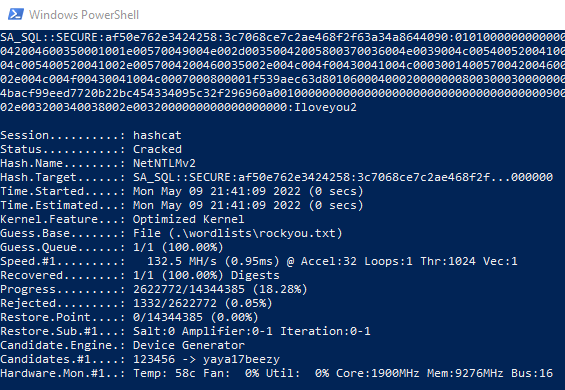 Windows PowerShell
SA_SQL::SECURE:af50e762e3424258:3c7068ce7c2ae468f2f63a34a8644090:0101000000000000
042004600350001001e00570049004e002d00350042005800370036004e0039004c00540052004100
04c00540052004100420046003500​2e004c004f00430041004c000300140057004200460
02e004c004f00430041004c0007000800001f539aec63d80106000400020000000800300030000000
4bacf99eed7720b22bc454334095c32f296960a001000000000000000000000000000000000000900
02e003200340038002e00320000000000000000000:Iloveyou2
Session..........: hashcat
Status...........: Cracked
Hash.Name........: NetNTLMv2
Hash.Target......: SA_SQL::SECURE:af50e762e3424258:3c7068ce7c2ae468f2f...000000
Time.Started.....: Mon May 09 21:41:09 2022 (0 secs)
Time.Estimated...: Mon May 09 21:41:09 2022 (0 secs)
Kernel.Feature...: Optimized Kernel
Guess.Base.......: File (.\wordlists\rockyou.txt)
Guess.Queue......: 1/1 (100.00%)
Speed.#1.........:   132.5 MH/s (0.95ms) @ Accel:32 Loops:1 Thr:1024 Vec:1
Recovered........: 1/1 (100.00%) Digests
Progress.........: 2622772/14344385 (18.28%)
Rejected.........: 1332/2622772 (0.05%)
Restore.Point....: 0/14344385 (0.00%)
Restore.Sub.#1...: Salt:0 Amplifier:0-1 Iteration:0-1
Candidate.Engine.: Device Generator
Candidates.#1....: 123456 -> yaya17beezy
Hardware.Mon.#1..: Temp: 58c Fan:  0% Util:  0% Core:1900MHz Mem:9276MHz Bus:16